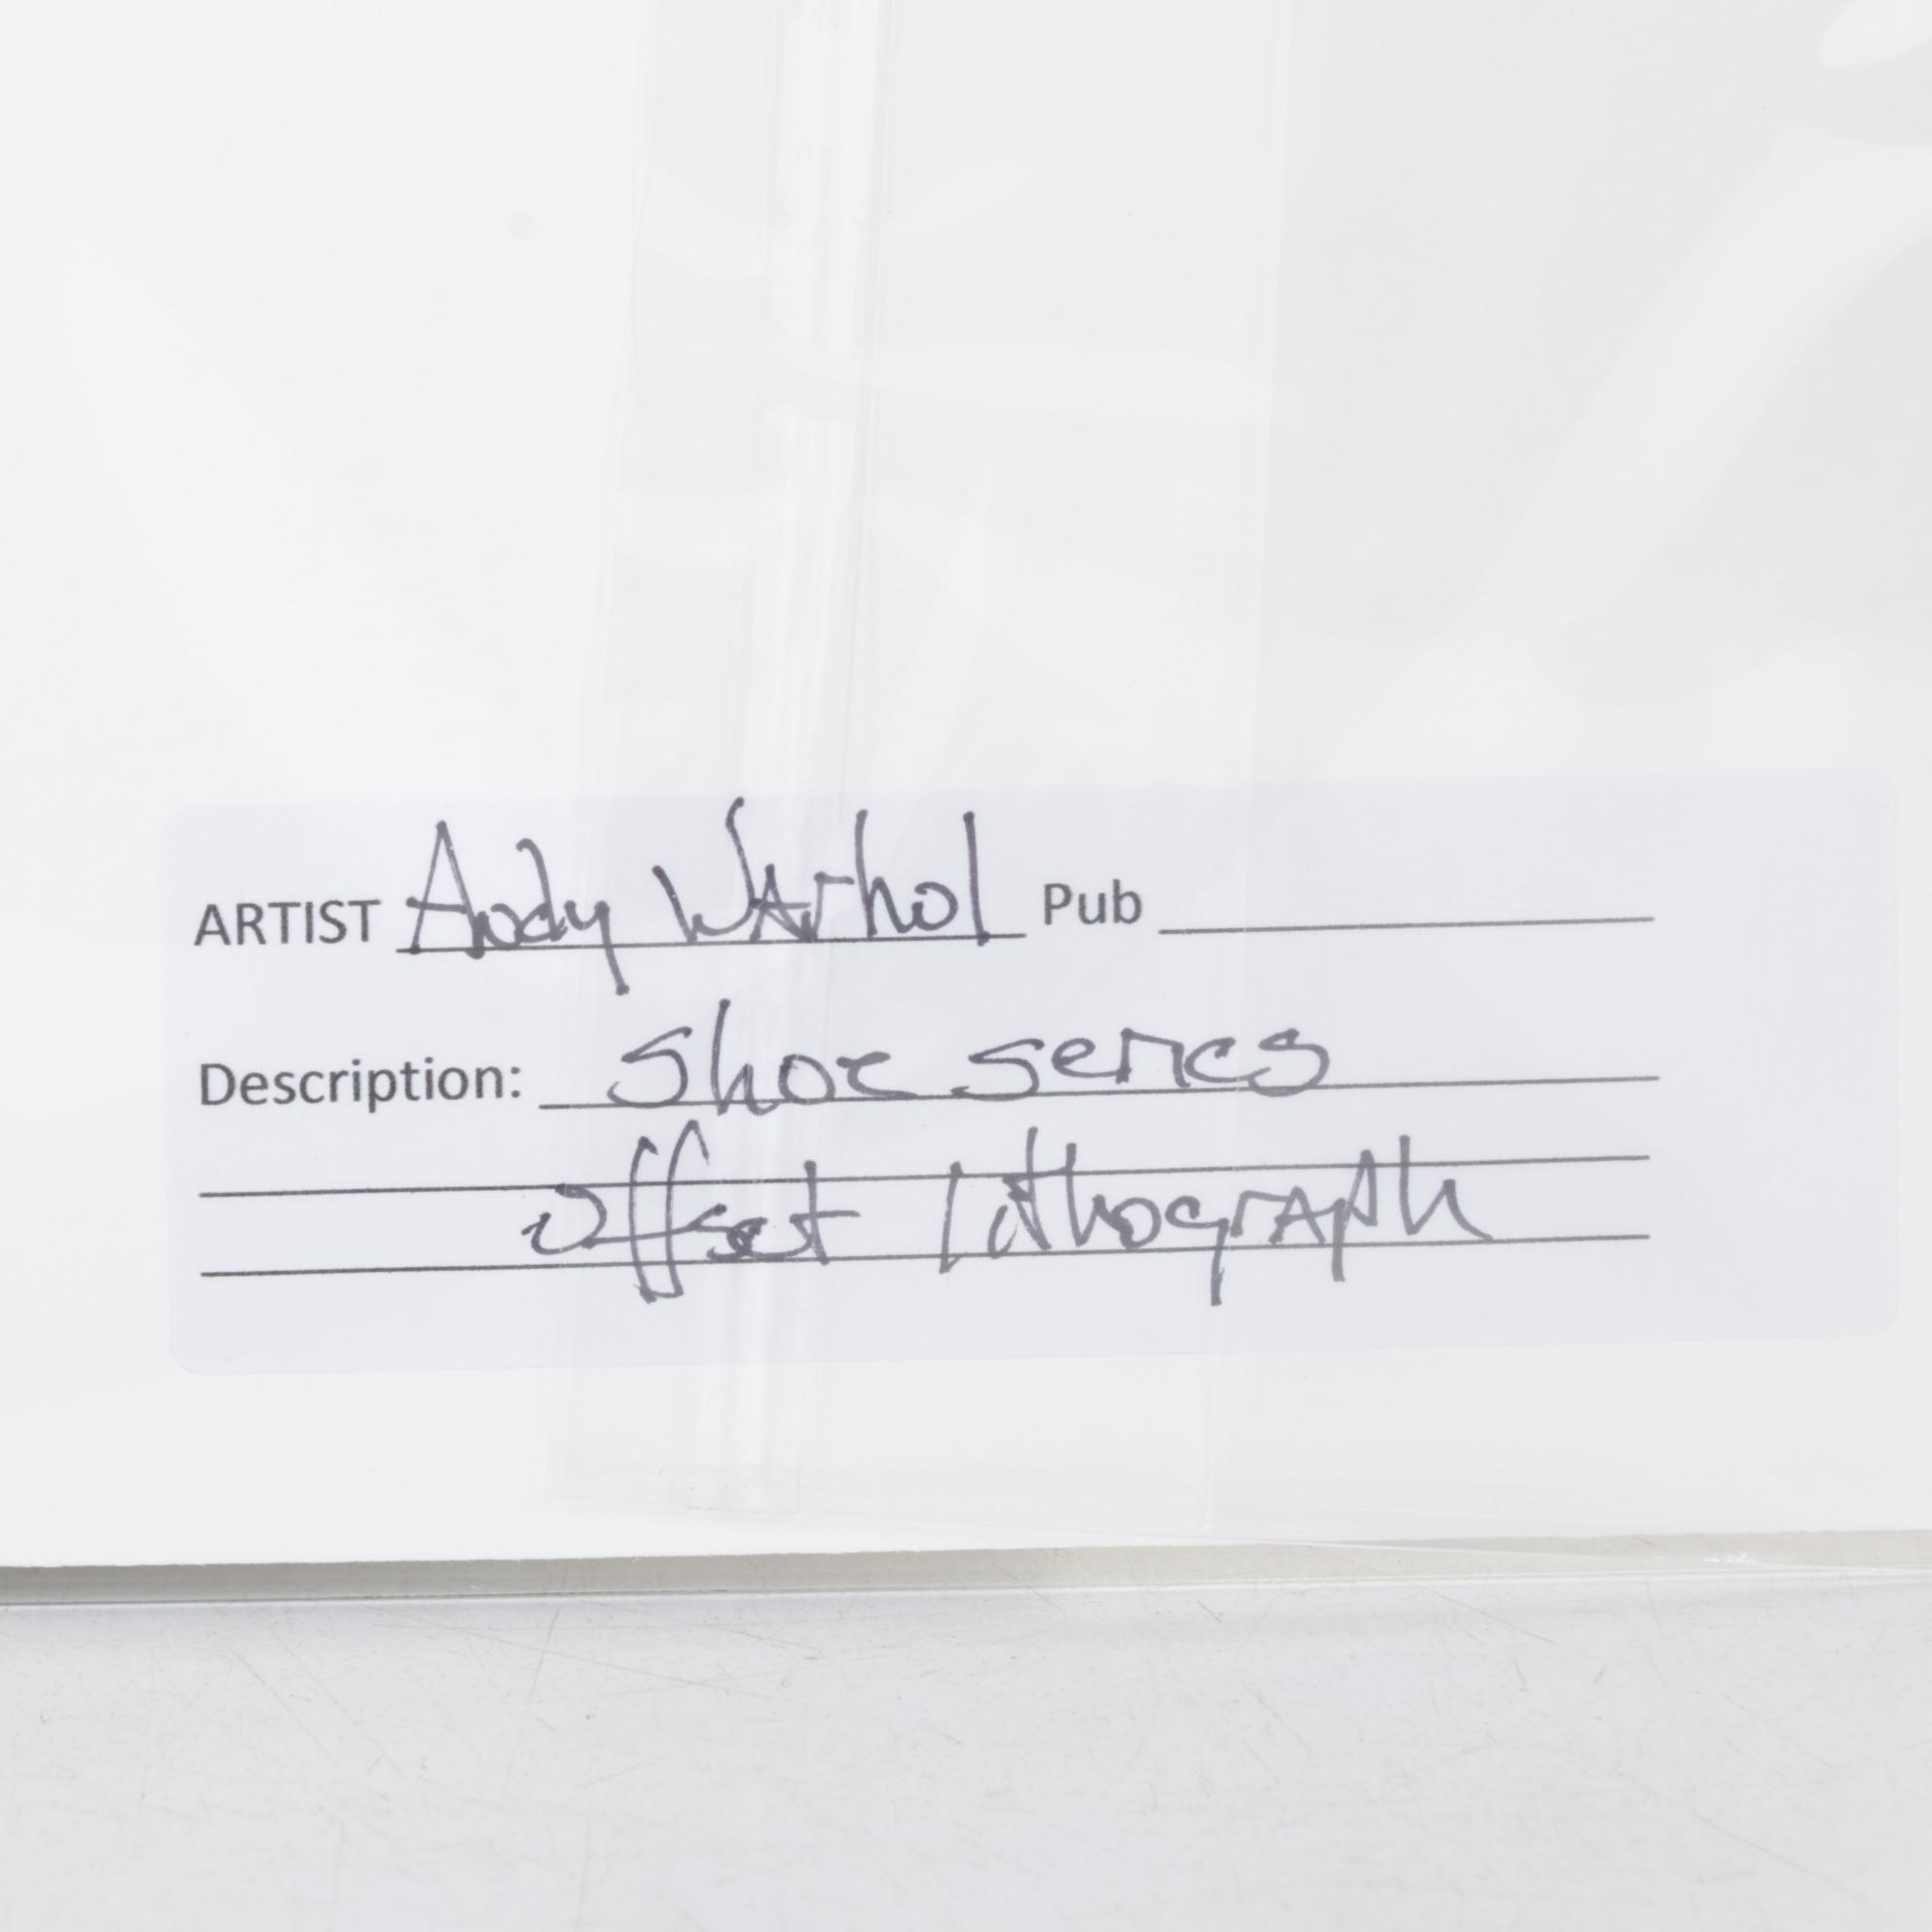 ARTIST Andy Warhol Pub
Description: Shoe series
offset lithograph